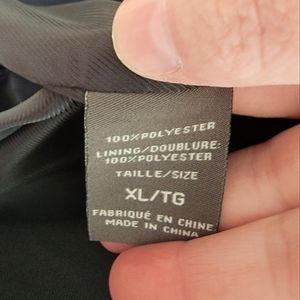 100%POLYESTER
LINING/DOUBLURE:
100%POLYESTER
TAILLE/SIZE
XL/TG
FABRIQUÉ EN CHINE
MADE IN CHINA